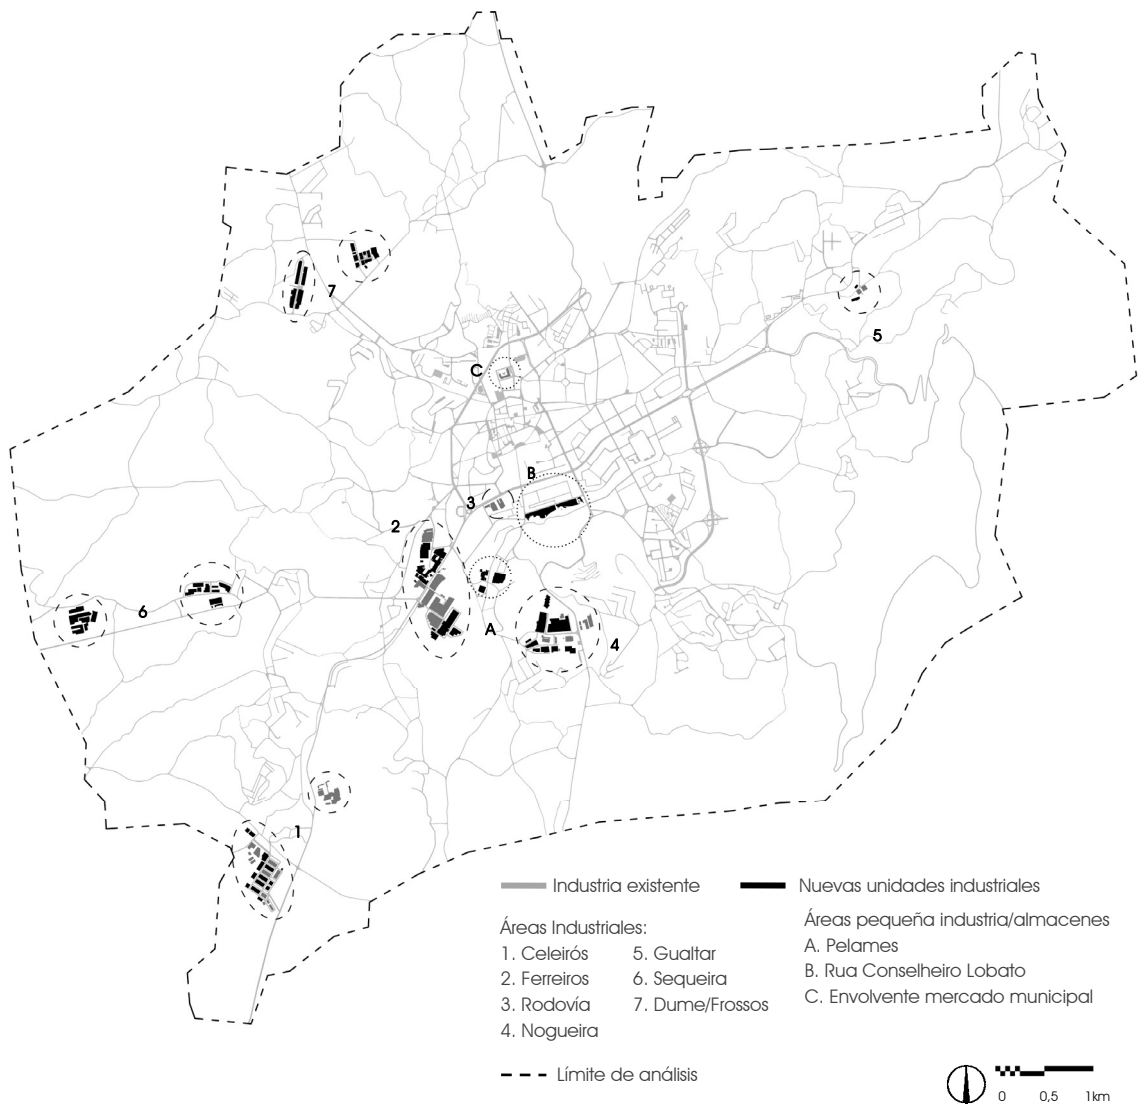 7
5
C
B
3
2
6
A
4
1
Industria existente
Nuevas unidades industriales
Áreas Industriales:
1. Celeirós
2. Ferreiros
3. Rodovía
4. Nogueira
5. Gualtar
6. Sequeira
7. Dume/Frossos
Áreas pequeña industria/almacenes
A. Pelames
B. Rua Conselheiro Lobato
C. Envolvente mercado municipal
Límite de análisis
0 0,5 1km